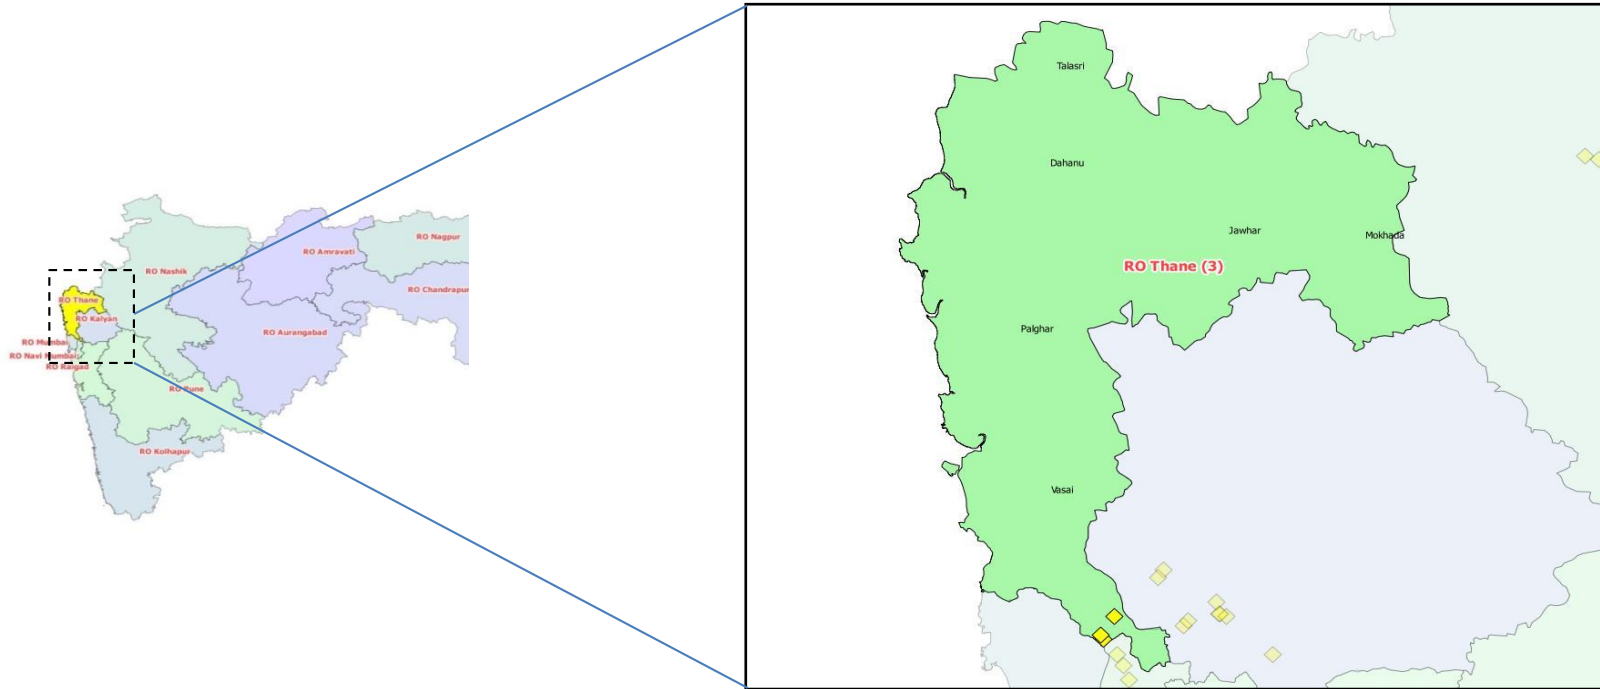 RO Nagpur
RO Amravati
RO Nashik
RO Chandrapur
RO Thane
RO Kalyan
RO Aurangabad
RO Mumbai
RO Navi Mumbai
RO Raigad
RO Pune
RO Kolhapur
Talasri
Dahanu
Jawhar
Mokhada
RO Thane (3)
Palghar
Vasai